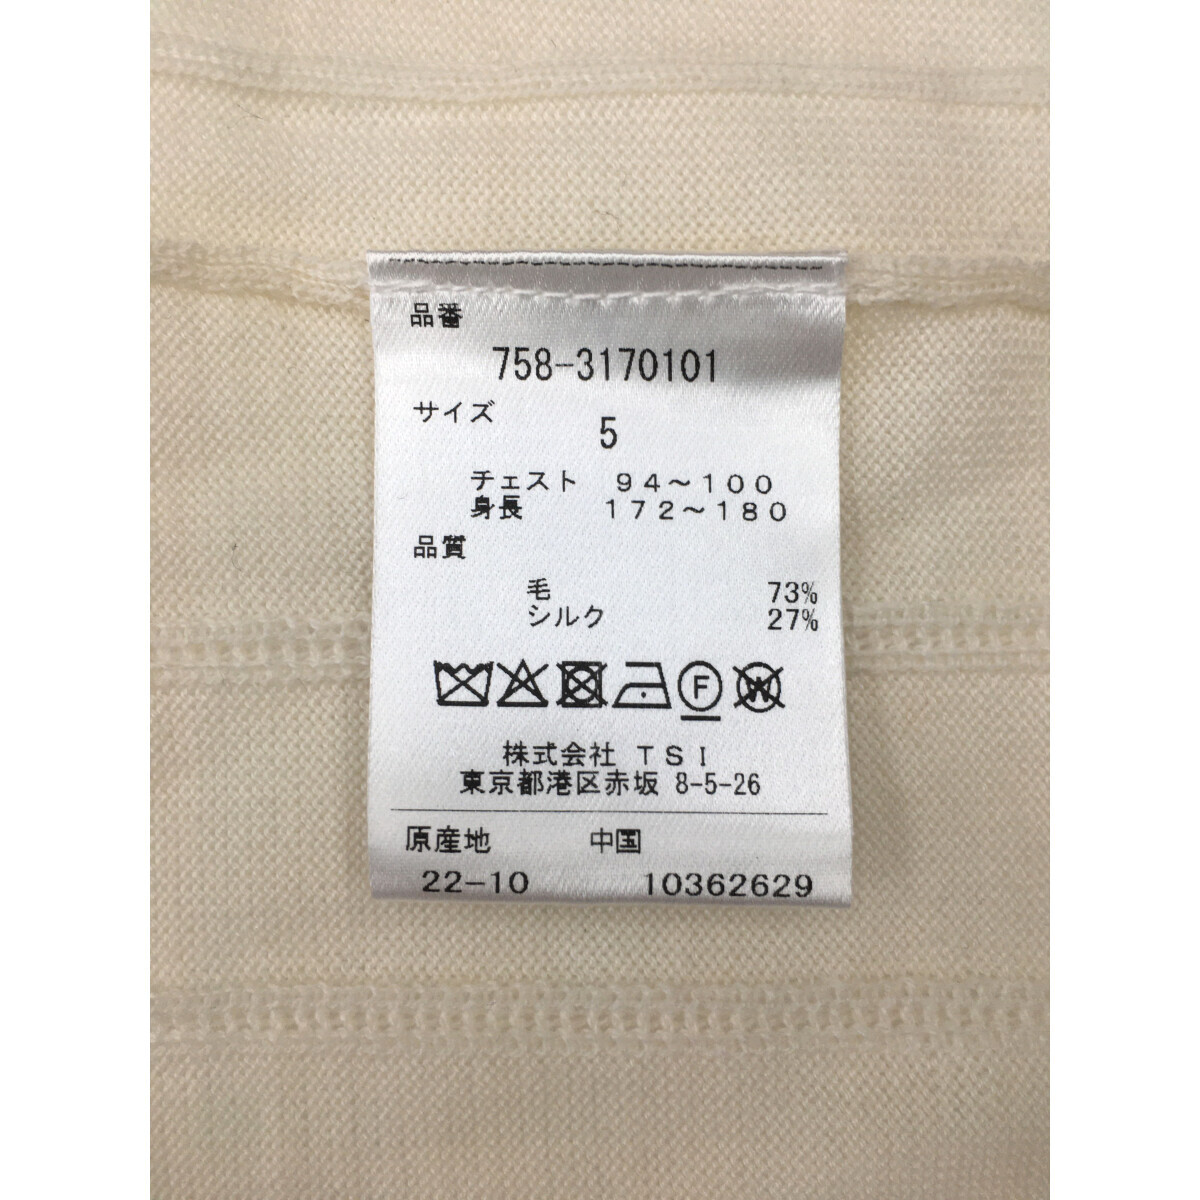 品番
758-3170101
サイズ
5
チェスト 94～100
身長 172～180
品質
毛 73%
シルク 27%
F W
株式会社 TSI
東京都港区赤坂 8-5-26
原産地 中国
22-10 10362629